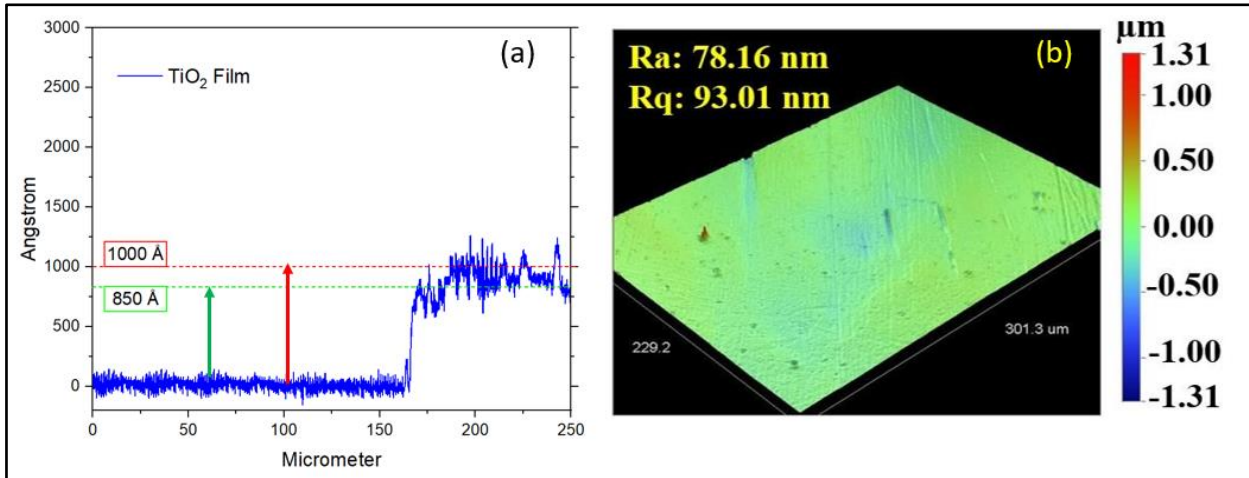 (a)
TiO₂ Film
3000
2500
2000
1500
1000
500
0
Angstrom
1000 Å
850 Å
0
50
100
150
200
250
Micrometer
(b)
Ra: 78.16 nm
Rq: 93.01 nm
229.2
301.3 um
µm
1.31
1.00
0.50
0.00
-0.50
-1.00
-1.31